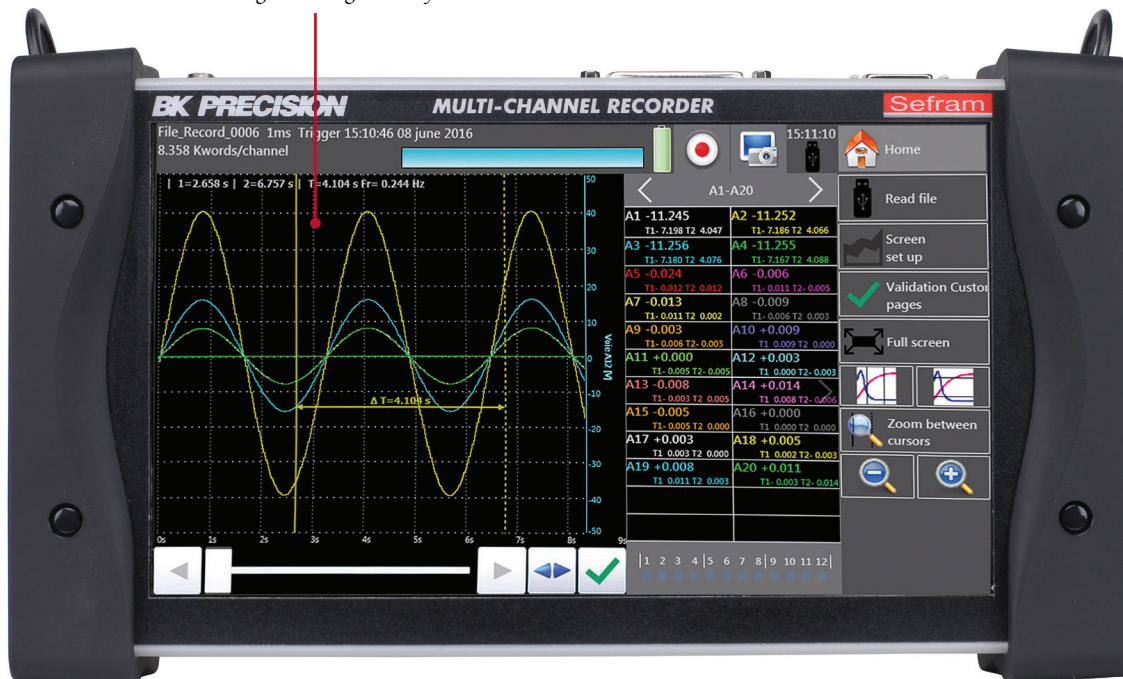 BK PRECISION
MULTI-CHANNEL RECORDER
Sefram
File_Record_0006 1ms Trigger 15:10:46 08 june 2016
8.358 Kwords/channel
15:11:10
Home
| 1=2.658 s | 2=6.757 s | T=4.104 s Fr= 0.244 Hz
50
40
30
20
10
0
-10
-20
-30
-40
-50
VoieA12 M
Δ T=4.104 s
0s 1s 2s 3s 4s 5s 6s 7s 8s 9s
A1-A20
A1 -11.245 A2 -11.252
T1- 7.198 T2 4.047 T1- 7.186 T2 4.066
A3 -11.256 A4 -11.255
T1- 7.180 T2 4.076 T1- 7.167 T2 4.088
A5 -0.024 A6 -0.006
T1- 0.012 T2 0.012 T1- 0.011 T2- 0.005
A7 -0.013 A8 -0.009
T1- 0.011 T2 0.002 T1- 0.006 T2 0.003
A9 -0.003 A10 +0.009
T1- 0.006 T2- 0.003 T1 0.009 T2 0.000
A11 +0.000 A12 +0.003
T1- 0.005 T2- 0.005 T1 0.000 T2- 0.003
A13 -0.008 A14 +0.014
T1- 0.003 T2 0.005 T1 0.008 T2- 0.006
A15 -0.005 A16 +0.000
T1- 0.005 T2 0.000 T1 0.000 T2 0.000
A17 +0.003 A18 +0.005
T1 0.003 T2 0.000 T1 0.002 T2- 0.003
A19 +0.008 A20 +0.011
T1 0.011 T2 0.003 T1- 0.003 T2- 0.014
1 2 3 4 5 6 7 8 9 10 11 12
Read file
Screen
set up
Validation Custo
pages
Full screen
Zoom between
cursors